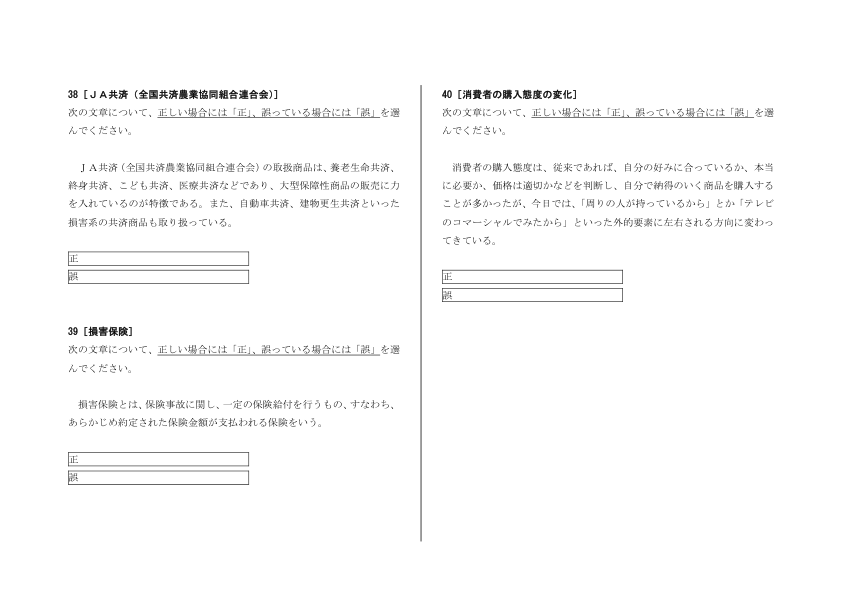 38［ＪＡ共済（全国共済農業協同組合連合会）］
次の文章について、正しい場合には「正」、誤っている場合には「誤」を選
んでください。
ＪＡ共済（全国共済農業協同組合連合会）の取扱商品は、養老生命共済、
終身共済、こども共済、医療共済などであり、大型保障性商品の販売に力
を入れているのが特徴である。また、自動車共済、建物更生共済といった
損害系の共済商品も取り扱っている。
正
誤
39［損害保険］
次の文章について、正しい場合には「正」、誤っている場合には「誤」を選
んでください。
損害保険とは、保険事故に関し、一定の保険給付を行うもの、すなわち、
あらかじめ約定された保険金額が支払われる保険をいう。
正
誤
40［消費者の購入態度の変化］
次の文章について、正しい場合には「正」、誤っている場合には「誤」を選
んでください。
消費者の購入態度は、従来であれば、自分の好みに合っているか、本当
に必要か、価格は適切かなどを判断し、自分で納得のいく商品を購入する
ことが多かったが、今日では、「周りの人が持っているから」とか「テレビ
のコマーシャルでみたから」といった外的要素に左右される方向に変わっ
てきている。
正
誤